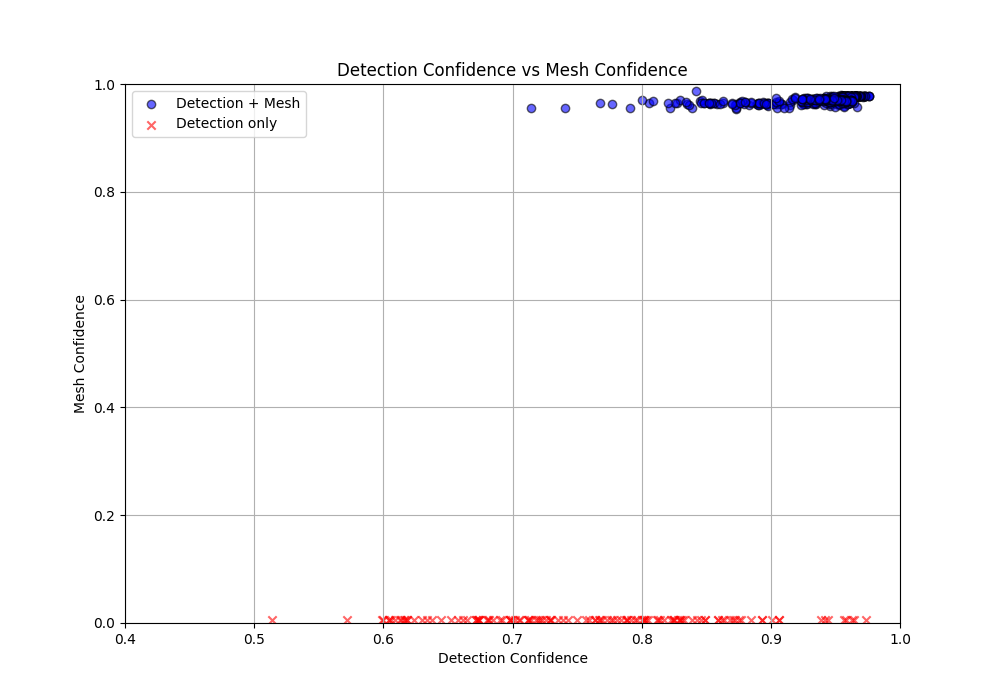 Detection Confidence vs Mesh Confidence
Detection + Mesh
Detection only
Mesh Confidence
1.0
0.8
0.6
0.4
0.2
0.0
0.4 0.5 0.6 0.7 0.8 0.9 1.0
Detection Confidence